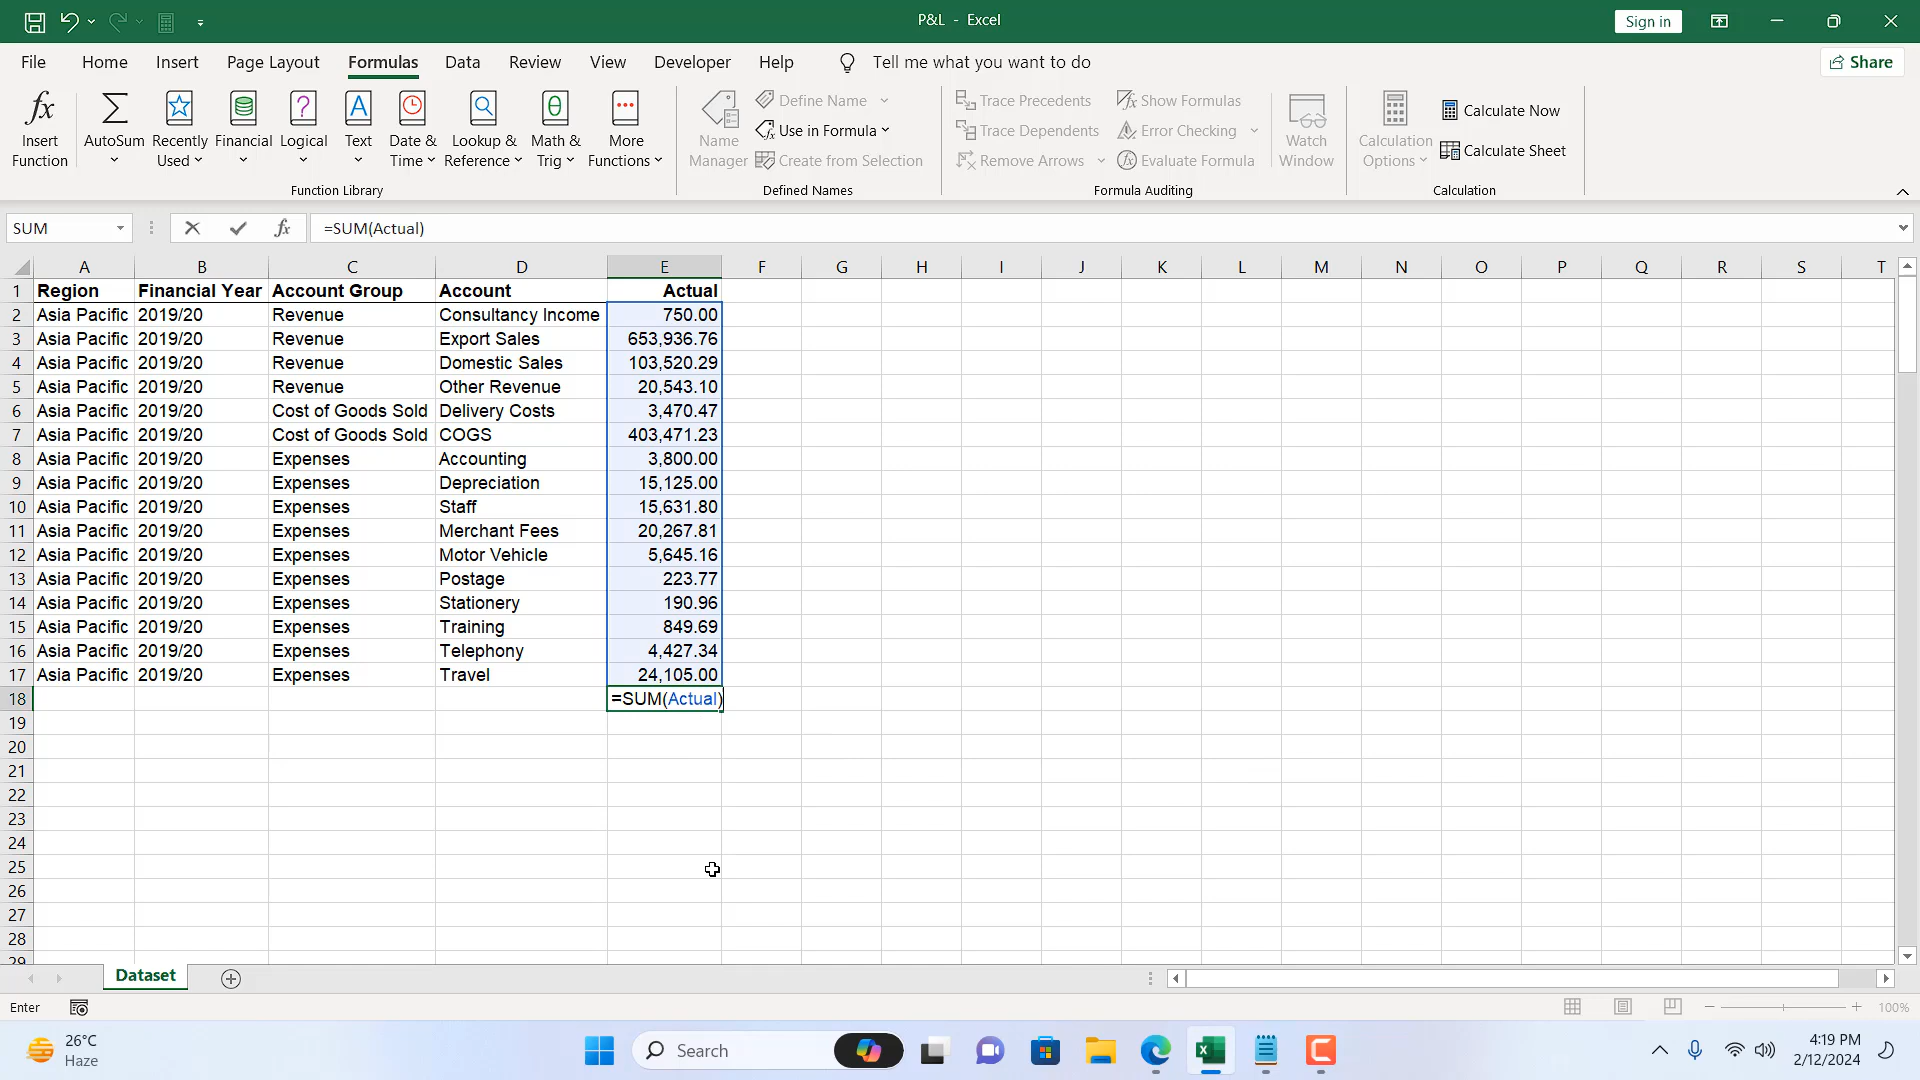 P&L - Excel
Sign in
File Home Insert Page Layout Formulas Data Review View Developer Help Tell me what you want to do
Share
Insert Function
AutoSum
Recently Used
Financial
Logical
Text
Date & Time
Lookup & Reference
Math & Trig
More Functions
Function Library
Name Manager
Define Name
Use in Formula
Create from Selection
Defined Names
Trace Precedents
Trace Dependents
Remove Arrows
Show Formulas
Error Checking
Evaluate Formula
Watch Window
Formula Auditing
Calculation Options
Calculate Now
Calculate Sheet
Calculation
SUM fx =SUM(Actual)
A B C D E F G H I J K L M N O P Q R S T
1 Region Financial Year Account Group Account Actual
2 Asia Pacific 2019/20 Revenue Consultancy Income 750.00
3 Asia Pacific 2019/20 Revenue Export Sales 653,936.76
4 Asia Pacific 2019/20 Revenue Domestic Sales 103,520.29
5 Asia Pacific 2019/20 Revenue Other Revenue 20,543.10
6 Asia Pacific 2019/20 Cost of Goods Sold Delivery Costs 3,470.47
7 Asia Pacific 2019/20 Cost of Goods Sold COGS 403,471.23
8 Asia Pacific 2019/20 Expenses Accounting 3,800.00
9 Asia Pacific 2019/20 Expenses Depreciation 15,125.00
10 Asia Pacific 2019/20 Expenses Staff 15,631.80
11 Asia Pacific 2019/20 Expenses Merchant Fees 20,267.81
12 Asia Pacific 2019/20 Expenses Motor Vehicle 5,645.16
13 Asia Pacific 2019/20 Expenses Postage 223.77
14 Asia Pacific 2019/20 Expenses Stationery 190.96
15 Asia Pacific 2019/20 Expenses Training 849.69
16 Asia Pacific 2019/20 Expenses Telephony 4,427.34
17 Asia Pacific 2019/20 Expenses Travel 24,105.00
18 =SUM(Actual)
19
20
21
22
23
24
25
26
27
28
29
Dataset
Enter
100%
26°C
Haze
Search
4:19 PM
2/12/2024